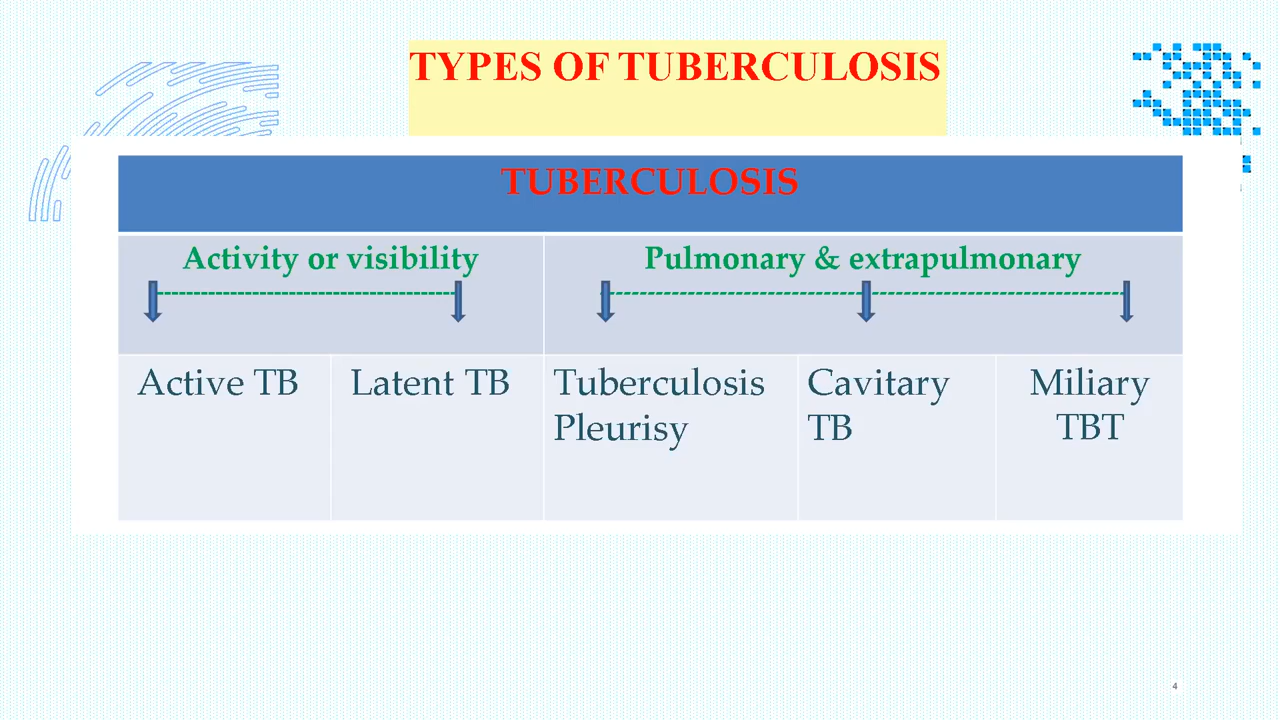 TYPES OF TUBERCULOSIS
TUBERCULOSIS
Activity or visibility
Pulmonary & extrapulmonary
Active TB
Latent TB
Tuberculosis
Pleurisy
Cavitary
TB
Miliary
TBT
4